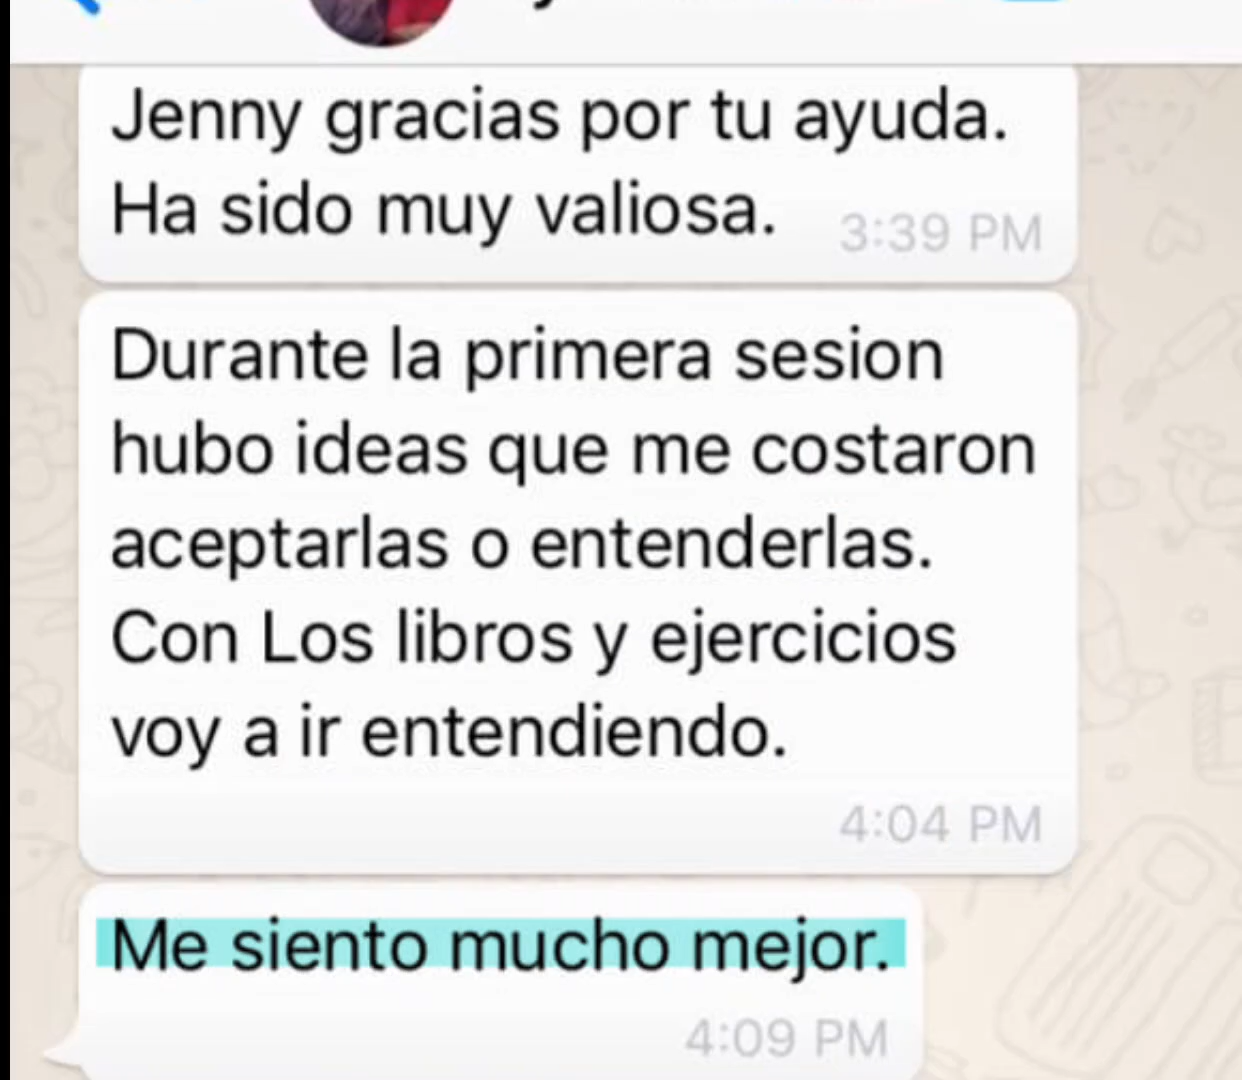 Jenny gracias por tu ayuda.
Ha sido muy valiosa.
3:39 PM
Durante la primera sesion
hubo ideas que me costaron
aceptarlas o entenderlas.
Con Los libros y ejercicios
voy a ir entendiendo.
4:04 PM
Me siento mucho mejor.
4:09 PM